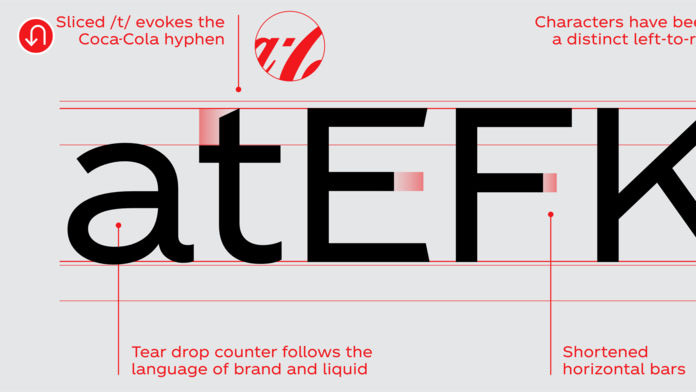 Sliced /t/ evokes the
Coca-Cola hyphen
Characters have
a distinct left-to-
atEFK
Tear drop counter follows the
language of brand and liquid
Shortened
horizontal bars